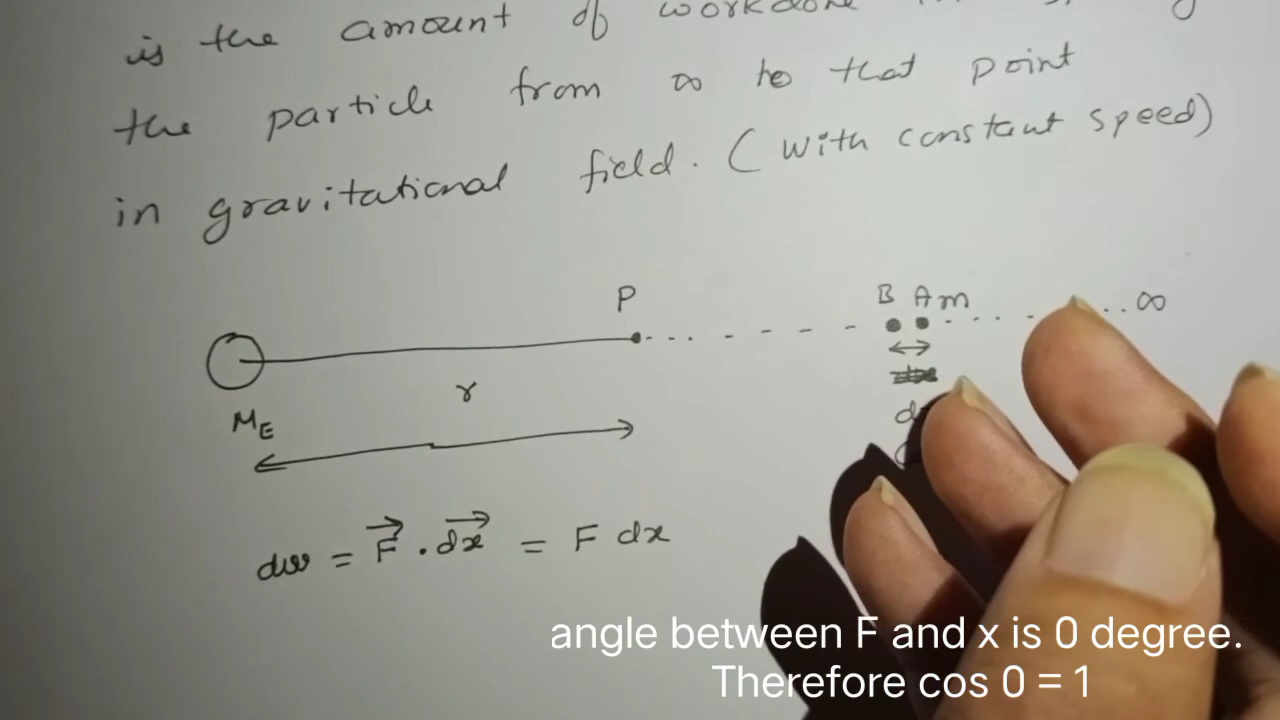 is the amount of workdone
the particle from ∞ to that point
in gravitational field. (with constant speed)
P
B A m ∞
r
M_E
dw = F⃗ . dx⃗ = F dx
angle between F and x is 0 degree.
Therefore cos 0 = 1